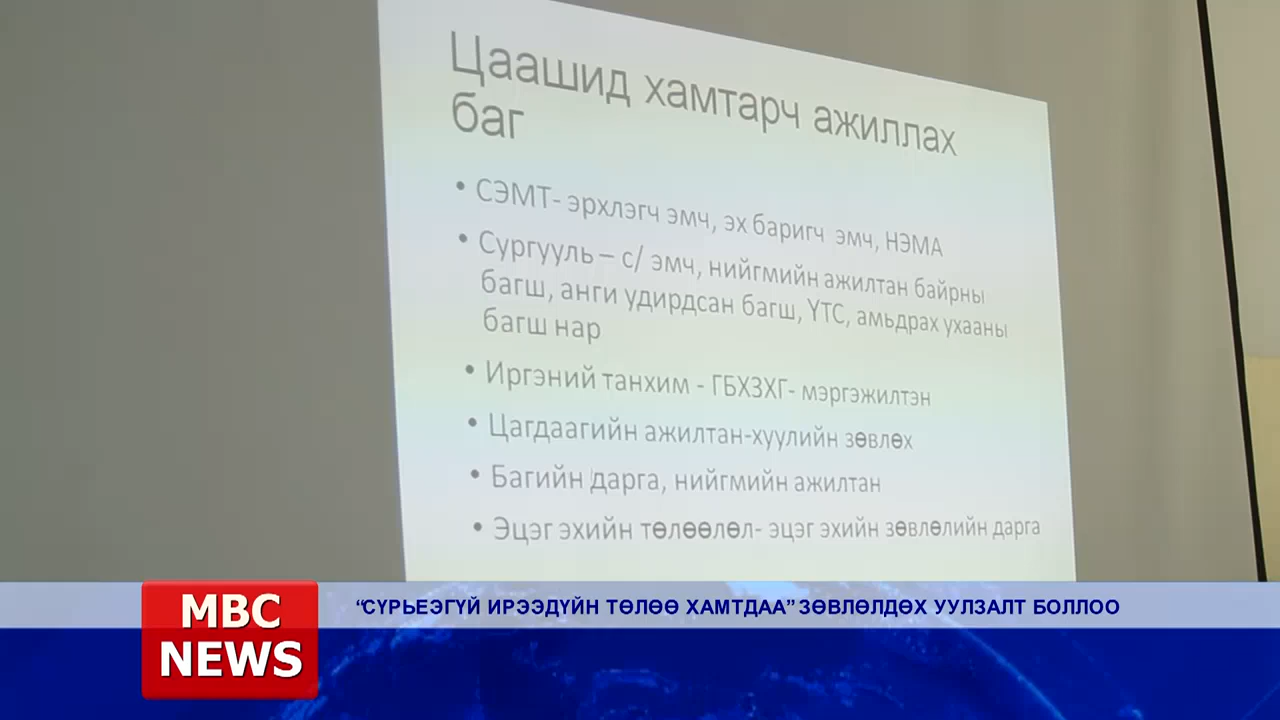 Цаашид хамтарч ажиллах
баг
• СЭМТ- эрхлэгч эмч, эх баригч эмч, НЭМА
• Сургууль – с/ эмч, нийгмийн ажилтан байрны
багш, анги удирдсан багш, ҮТС, амьдрах ухааны
багш нар
• Иргэний танхим - ГБХЗХГ- мэргэжилтэн
• Цагдаагийн ажилтан-хуулийн зөвлөх
• Багийн дарга, нийгмийн ажилтан
• Эцэг эхийн төлөөлөл- эцэг эхийн зөвлөлийн дарга
MBC
NEWS
“СҮРЬЕЭГҮЙ ИРЭЭДҮЙН ТӨЛӨӨ ХАМТДАА” ЗӨВЛӨЛДӨХ УУЛЗАЛТ БОЛЛОО